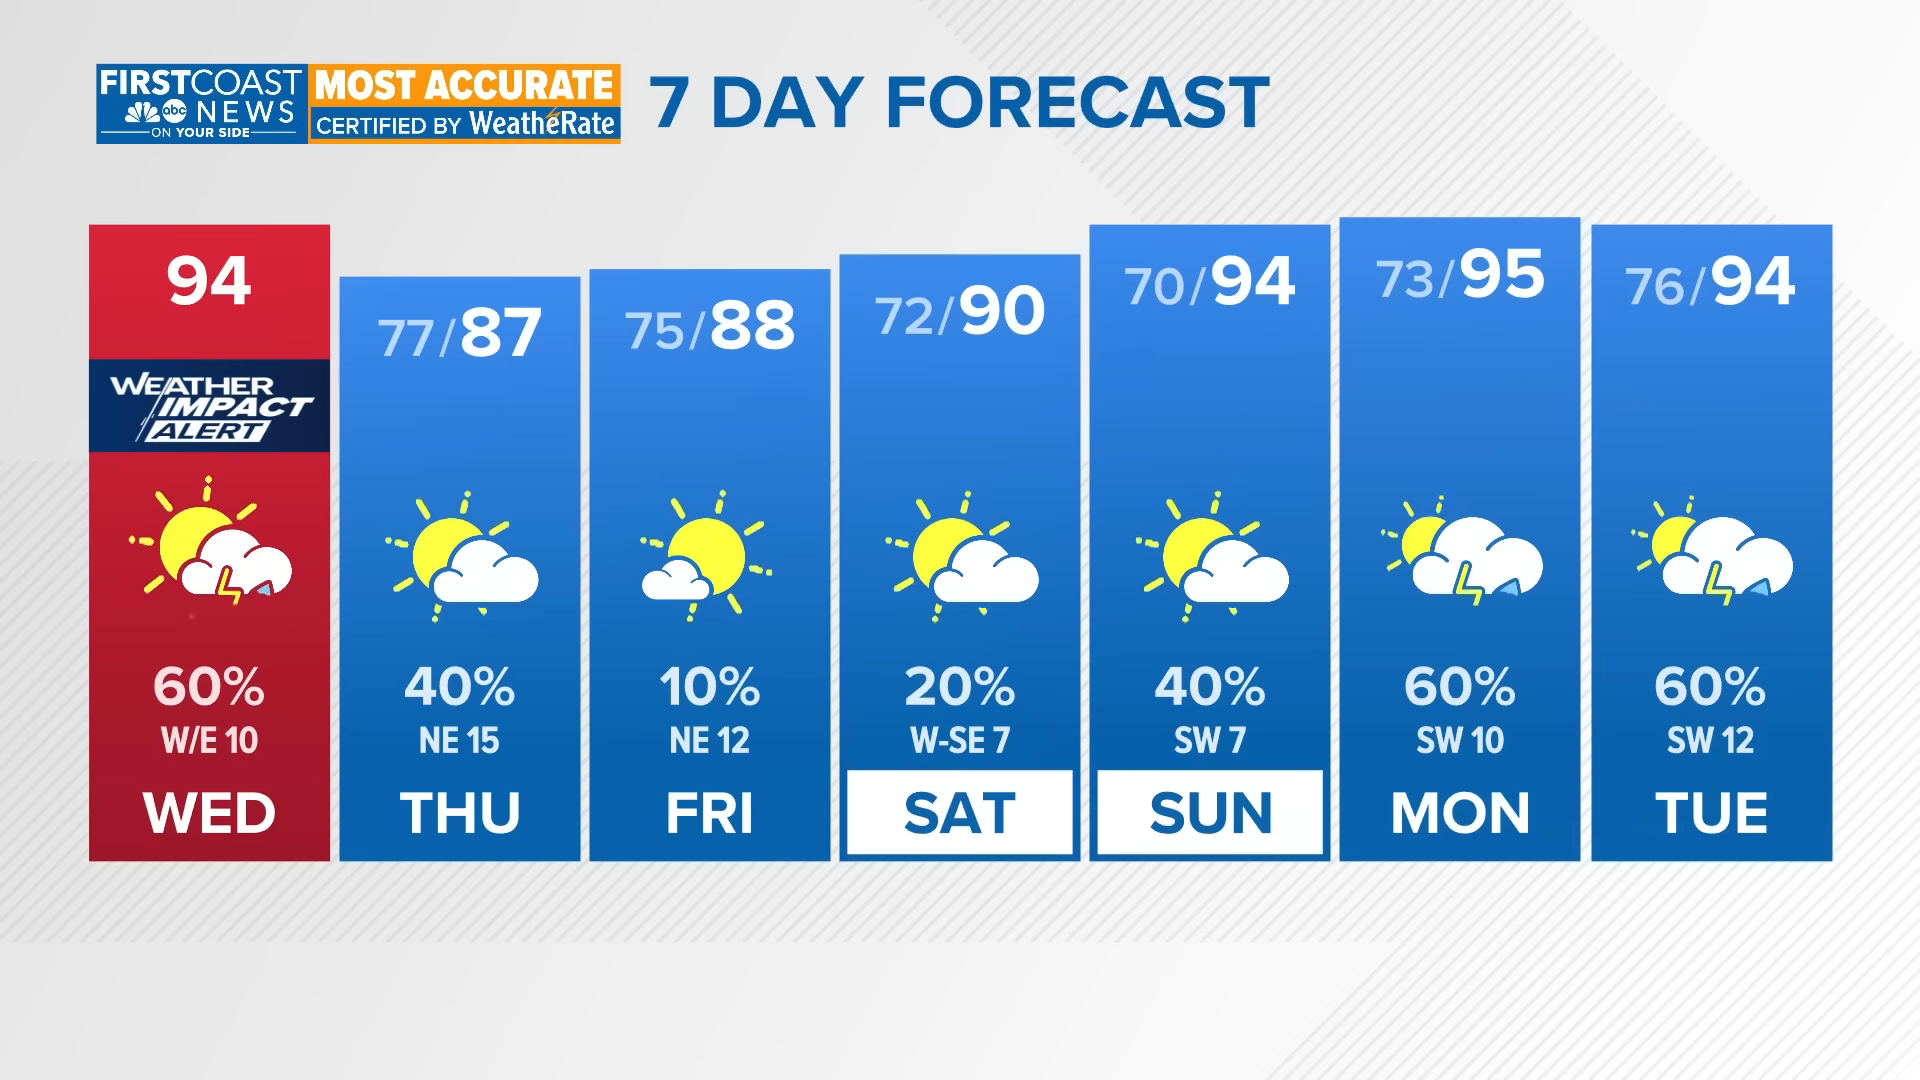 FIRSTCOAST
abc NEWS
ON YOUR SIDE
MOST ACCURATE
CERTIFIED BY WeatheRate
7 DAY FORECAST
94
WEATHER
IMPACT
ALERT
60%
W/E 10
WED
77/87
40%
NE 15
THU
75/88
10%
NE 12
FRI
72/90
20%
W-SE 7
SAT
70/94
40%
SW 7
SUN
73/95
60%
SW 10
MON
76/94
60%
SW 12
TUE